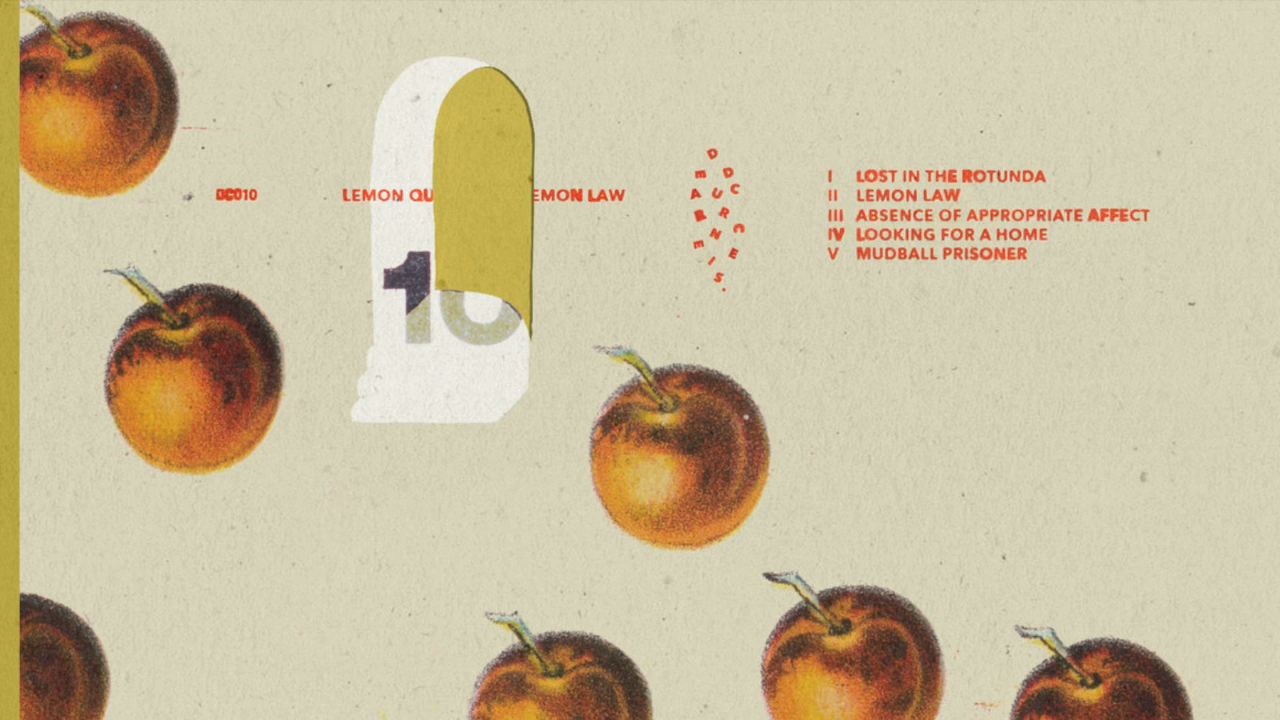 DC010
LEMON QU
EMON LAW
10
I LOST IN THE ROTUNDA
II LEMON LAW
III ABSENCE OF APPROPRIATE AFFECT
IV LOOKING FOR A HOME
V MUDBALL PRISONER